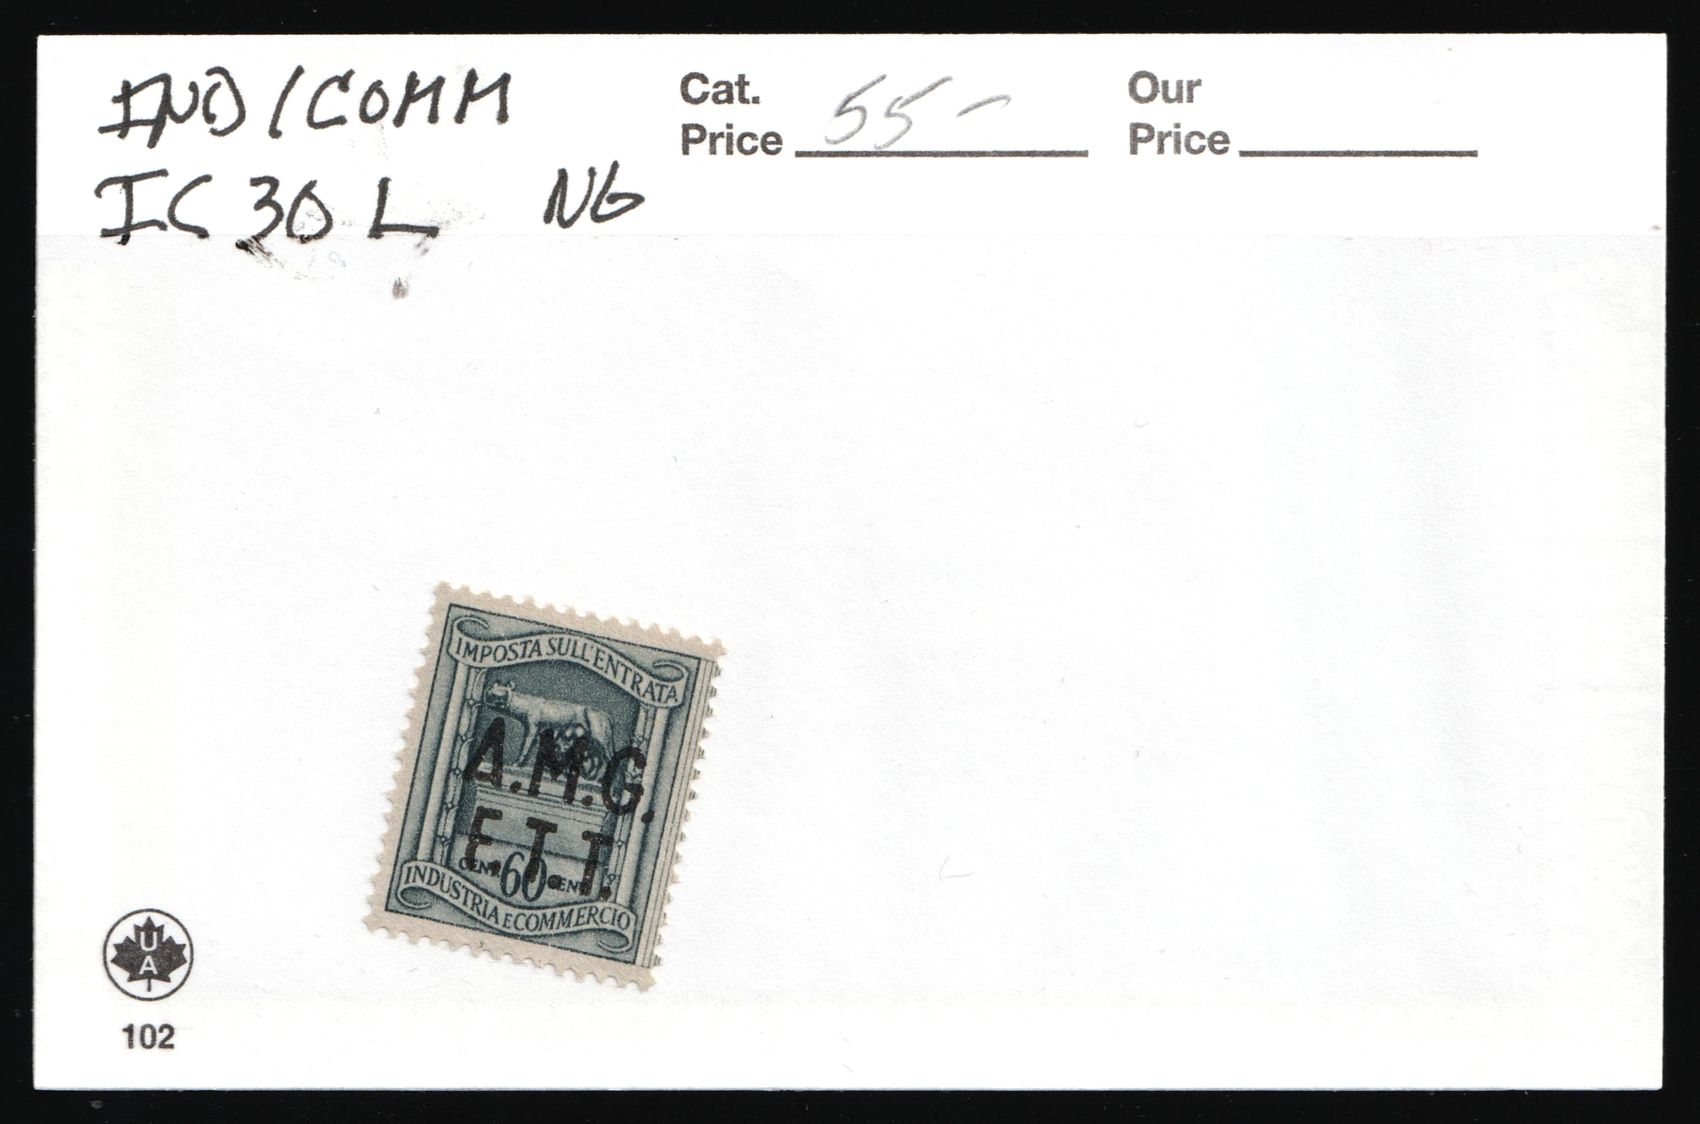 IND/COMM
IC 30 L NG
Cat.
Price 55-
Our
Price
IMPOSTA SULL'ENTRATA
A.M.G.
F.T.T.
CENT. 60 CENT.
INDUSTRIA E COMMERCIO
U
A
102